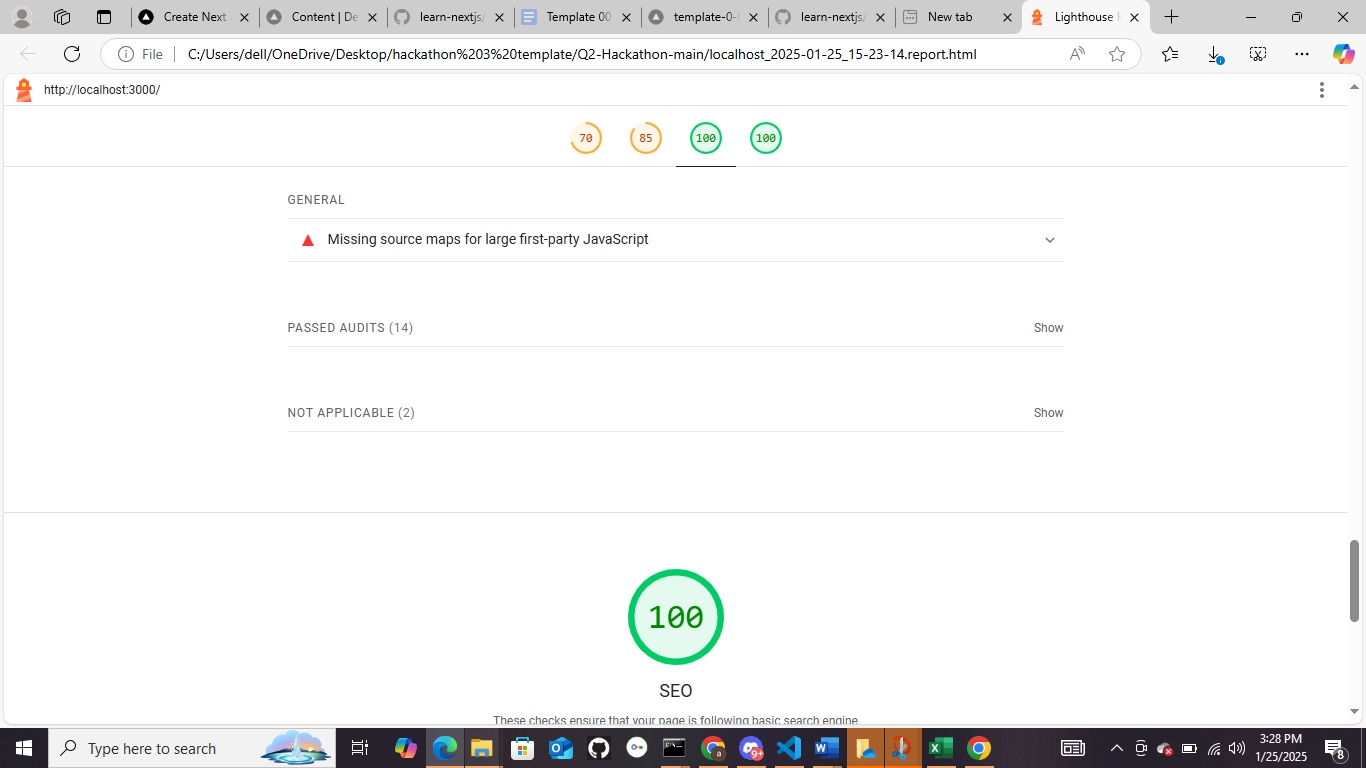 Create Next
Content | De
learn-nextjs/
Template 00
template-0-
learn-nextjs/
New tab
Lighthouse R
File
C:/Users/dell/OneDrive/Desktop/hackathon%203%20template/Q2-Hackathon-main/localhost_2025-01-25_15-23-14.report.html
http://localhost:3000/
70 85 100 100
GENERAL
Missing source maps for large first-party JavaScript
PASSED AUDITS (14) Show
NOT APPLICABLE (2) Show
100
SEO
These checks ensure that your page is following basic search engine
Type here to search
a
9+
3:28 PM
1/25/2025
8